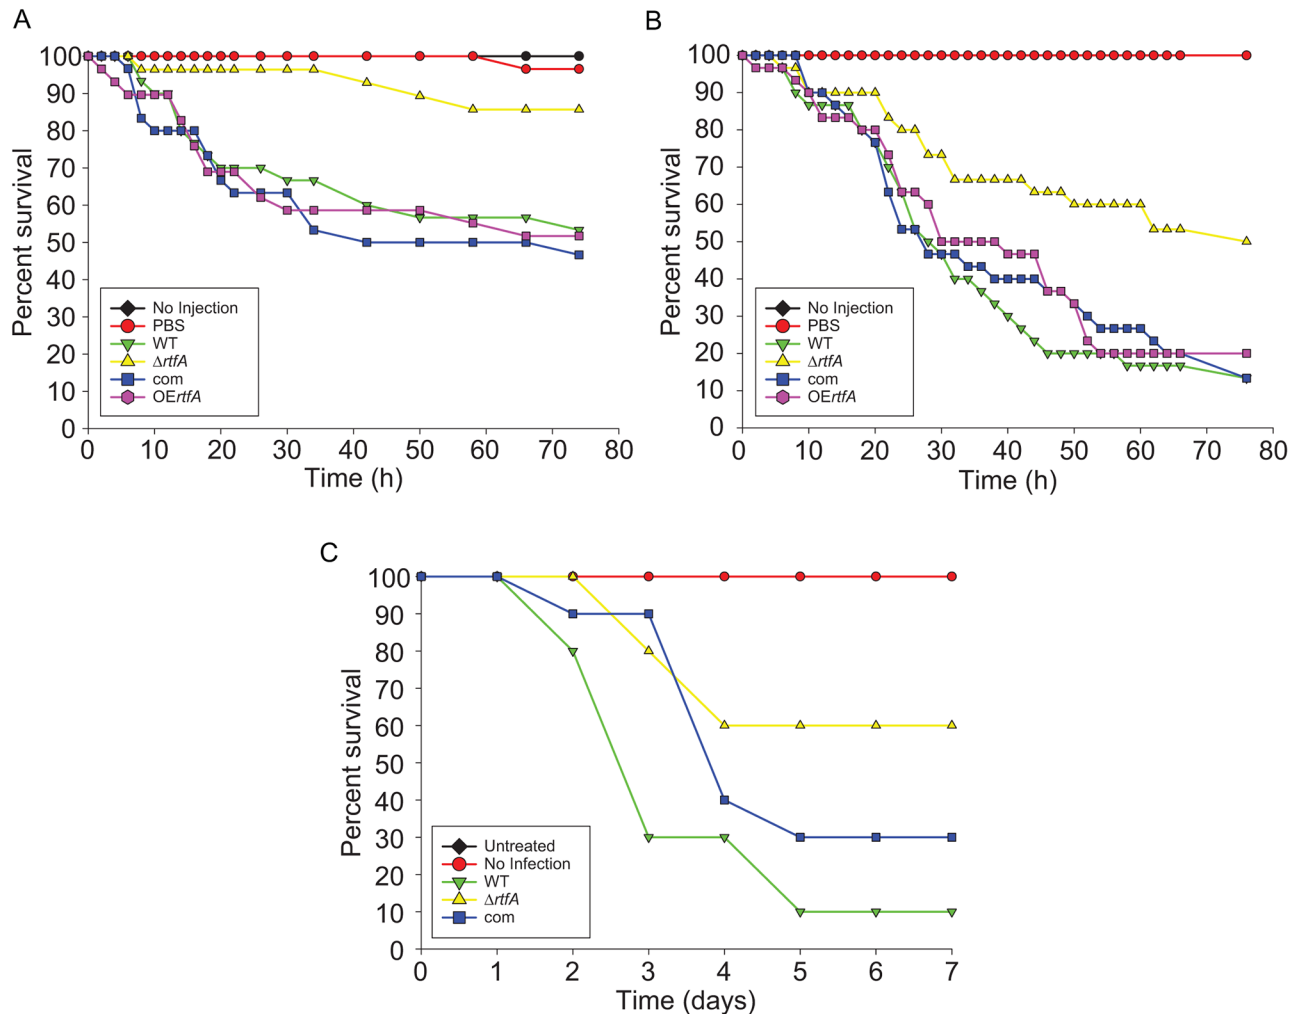 A
100
90
80
70
60
50
40
30
20
10
0
Percent survival
No Injection
PBS
WT
ΔrtfA
com
OErtfA
0 10 20 30 40 50 60 70 80
Time (h)
B
100
90
80
70
60
50
40
30
20
10
0
Percent survival
No Injection
PBS
WT
ΔrtfA
com
OErtfA
0 10 20 30 40 50 60 70 80
Time (h)
C
100
90
80
70
60
50
40
30
20
10
0
Percent survival
Untreated
No Infection
WT
ΔrtfA
com
0 1 2 3 4 5 6 7
Time (days)